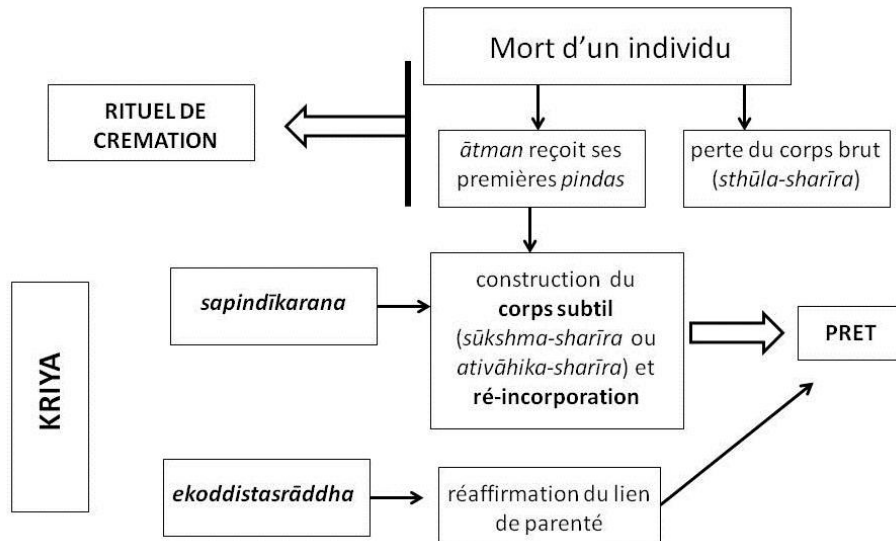 Mort d'un individu
RITUEL DE
CREMATION
ātman reçoit ses
premières pindas
perte du corps brut
(sthūla-sharīra)
KRIYA
sapindīkarana
construction du
corps subtil
(sūkshma-sharīra ou
ativāhika-sharīra) et
ré-incorporation
PRET
ekoddistasrāddha
réaffirmation du lien
de parenté